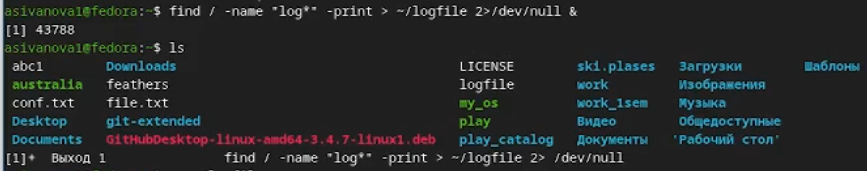 asivanova1@fedora:~$ find / -name "log*" -print > ~/logfile 2>/dev/null &
[1] 43788
asivanova1@fedora:~$ ls
abc1 Downloads LICENSE ski.plases Загрузки Шаблоны
australia feathers logfile work Изображения
conf.txt file.txt my_os work_1sem Музыка
Desktop git-extended play Видео Общедоступные
Documents GitHubDesktop-linux-amd64-3.4.7-linux1.deb play_catalog Документы 'Рабочий стол'
[1]+ Выход 1 find / -name "log*" -print > ~/logfile 2> /dev/null